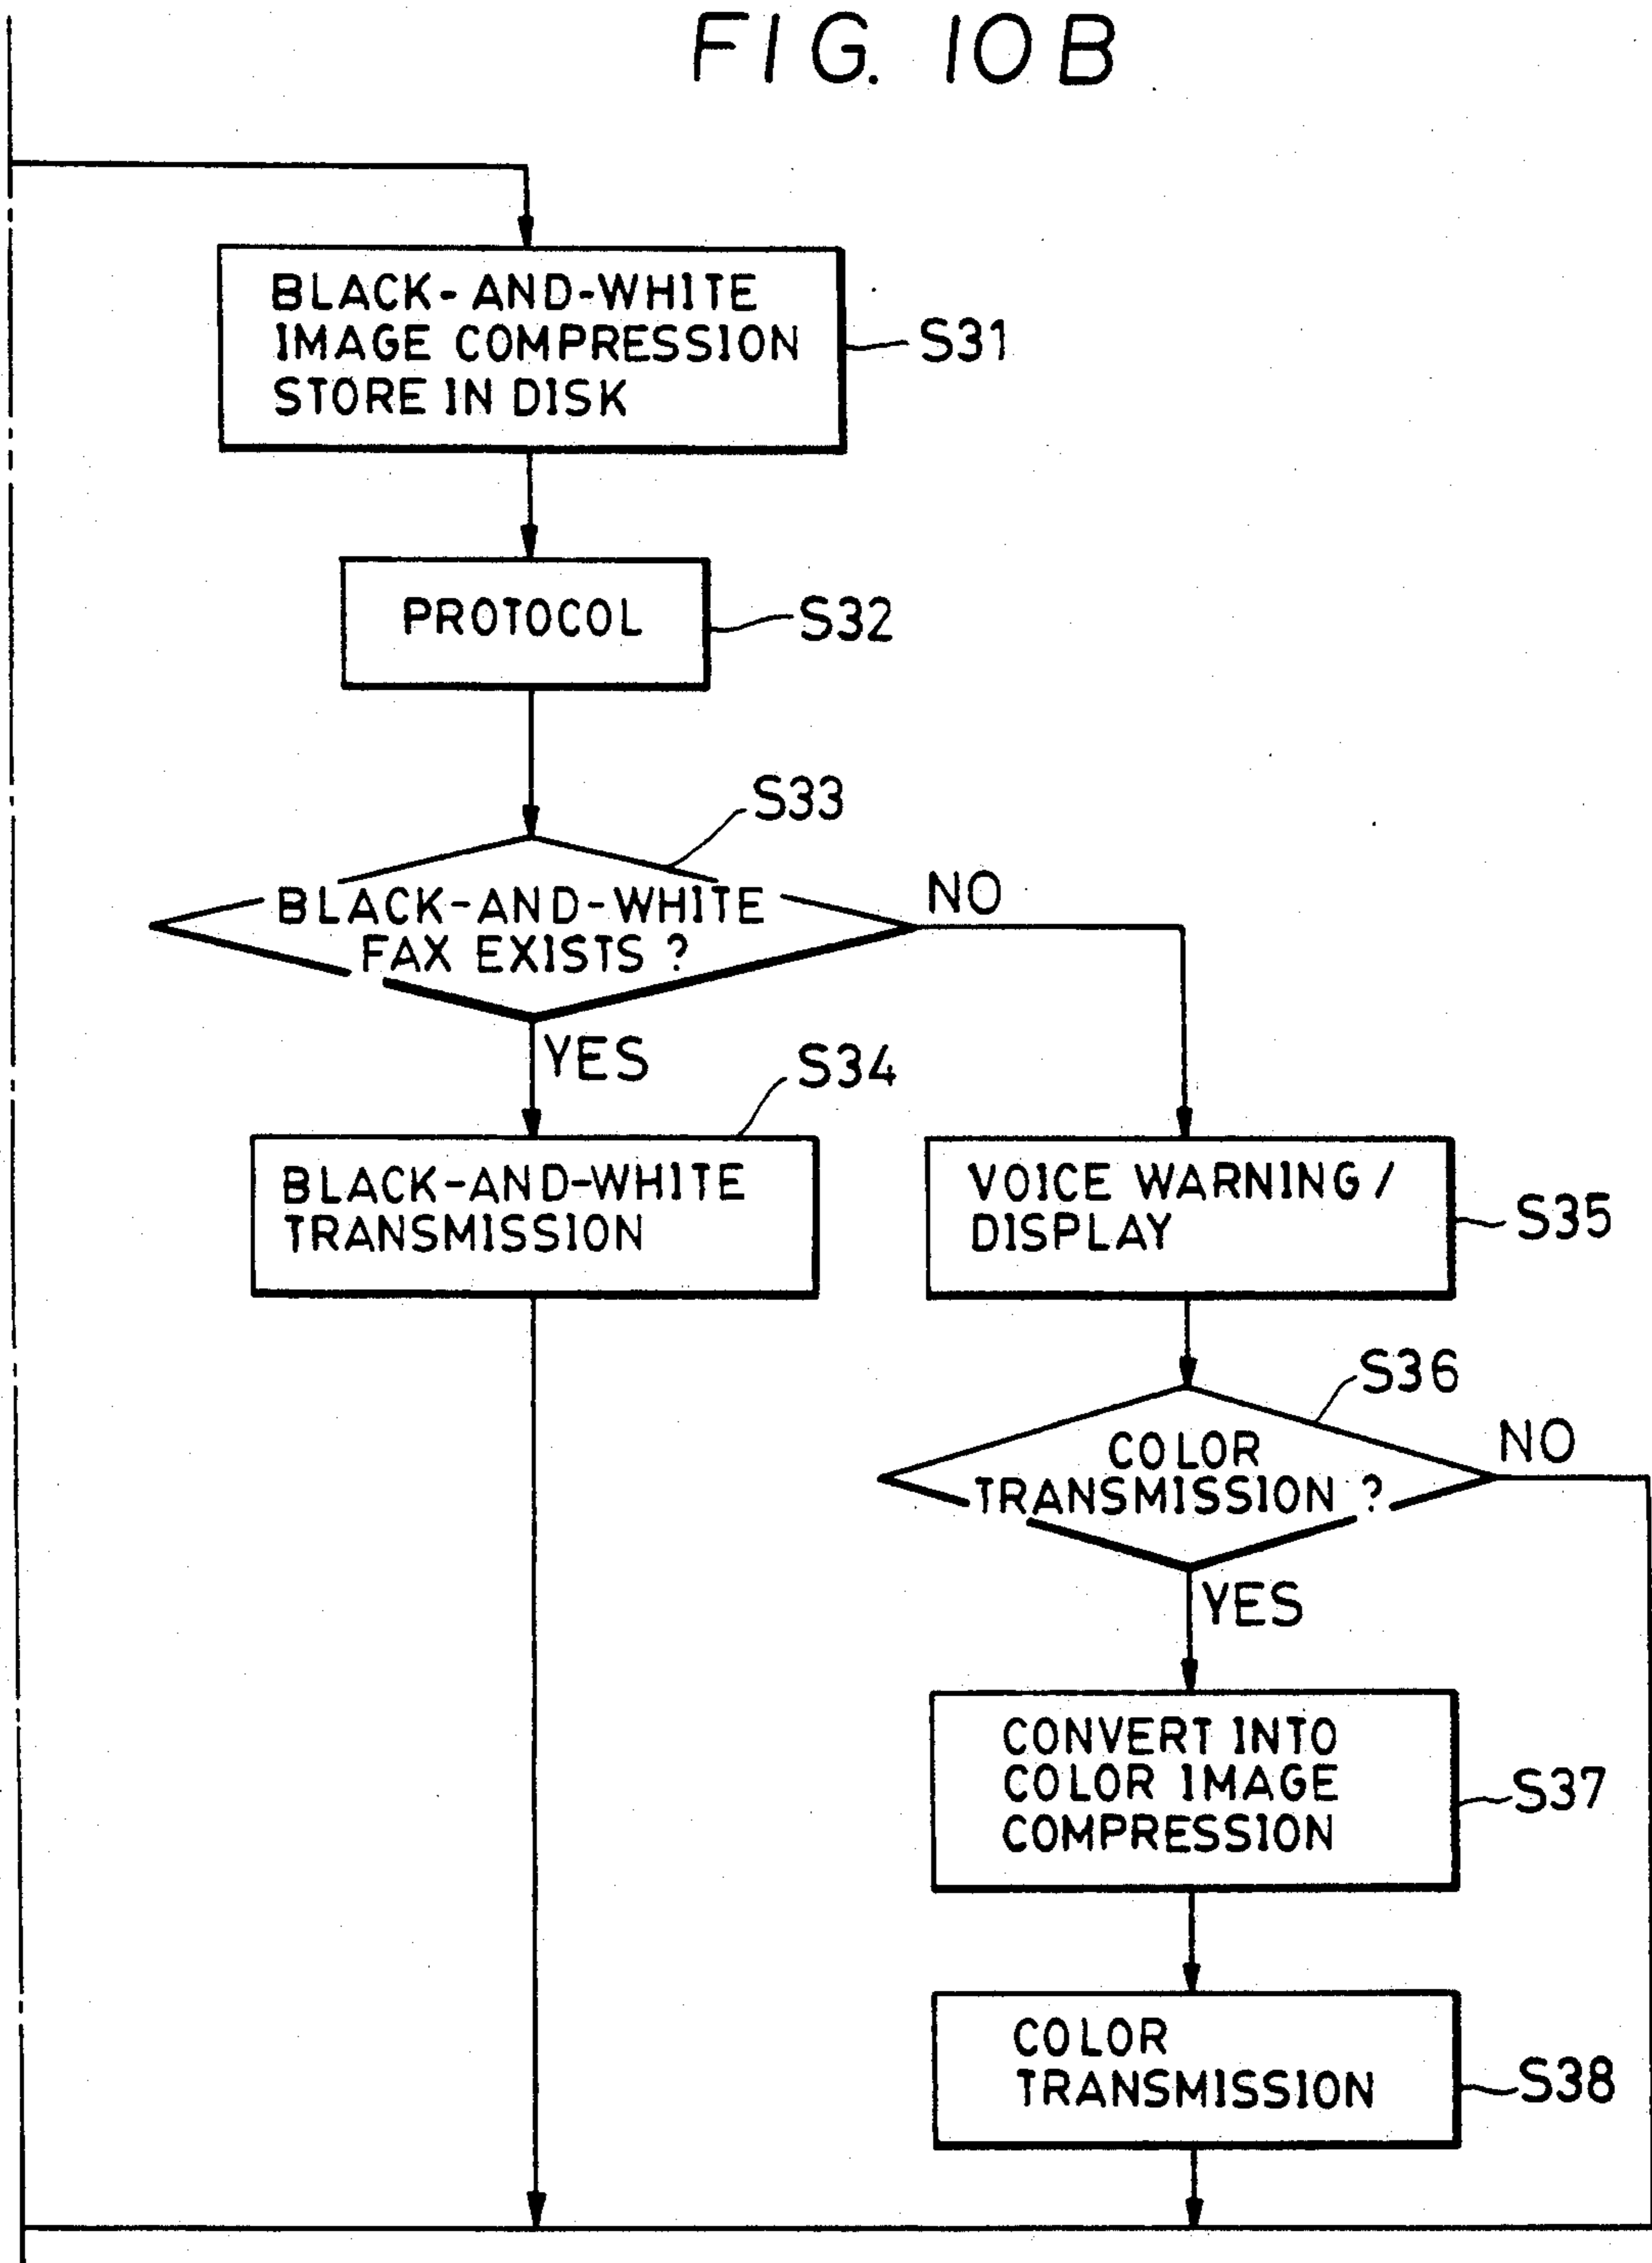 FIG. 10B
BLACK-AND-WHITE
IMAGE COMPRESSION
STORE IN DISK
S31
PROTOCOL
S32
S33
BLACK-AND-WHITE
FAX EXISTS ?
NO
YES
S34
BLACK-AND-WHITE
TRANSMISSION
VOICE WARNING /
DISPLAY
S35
S36
COLOR
TRANSMISSION ?
NO
YES
CONVERT INTO
COLOR IMAGE
COMPRESSION
S37
COLOR
TRANSMISSION
S38